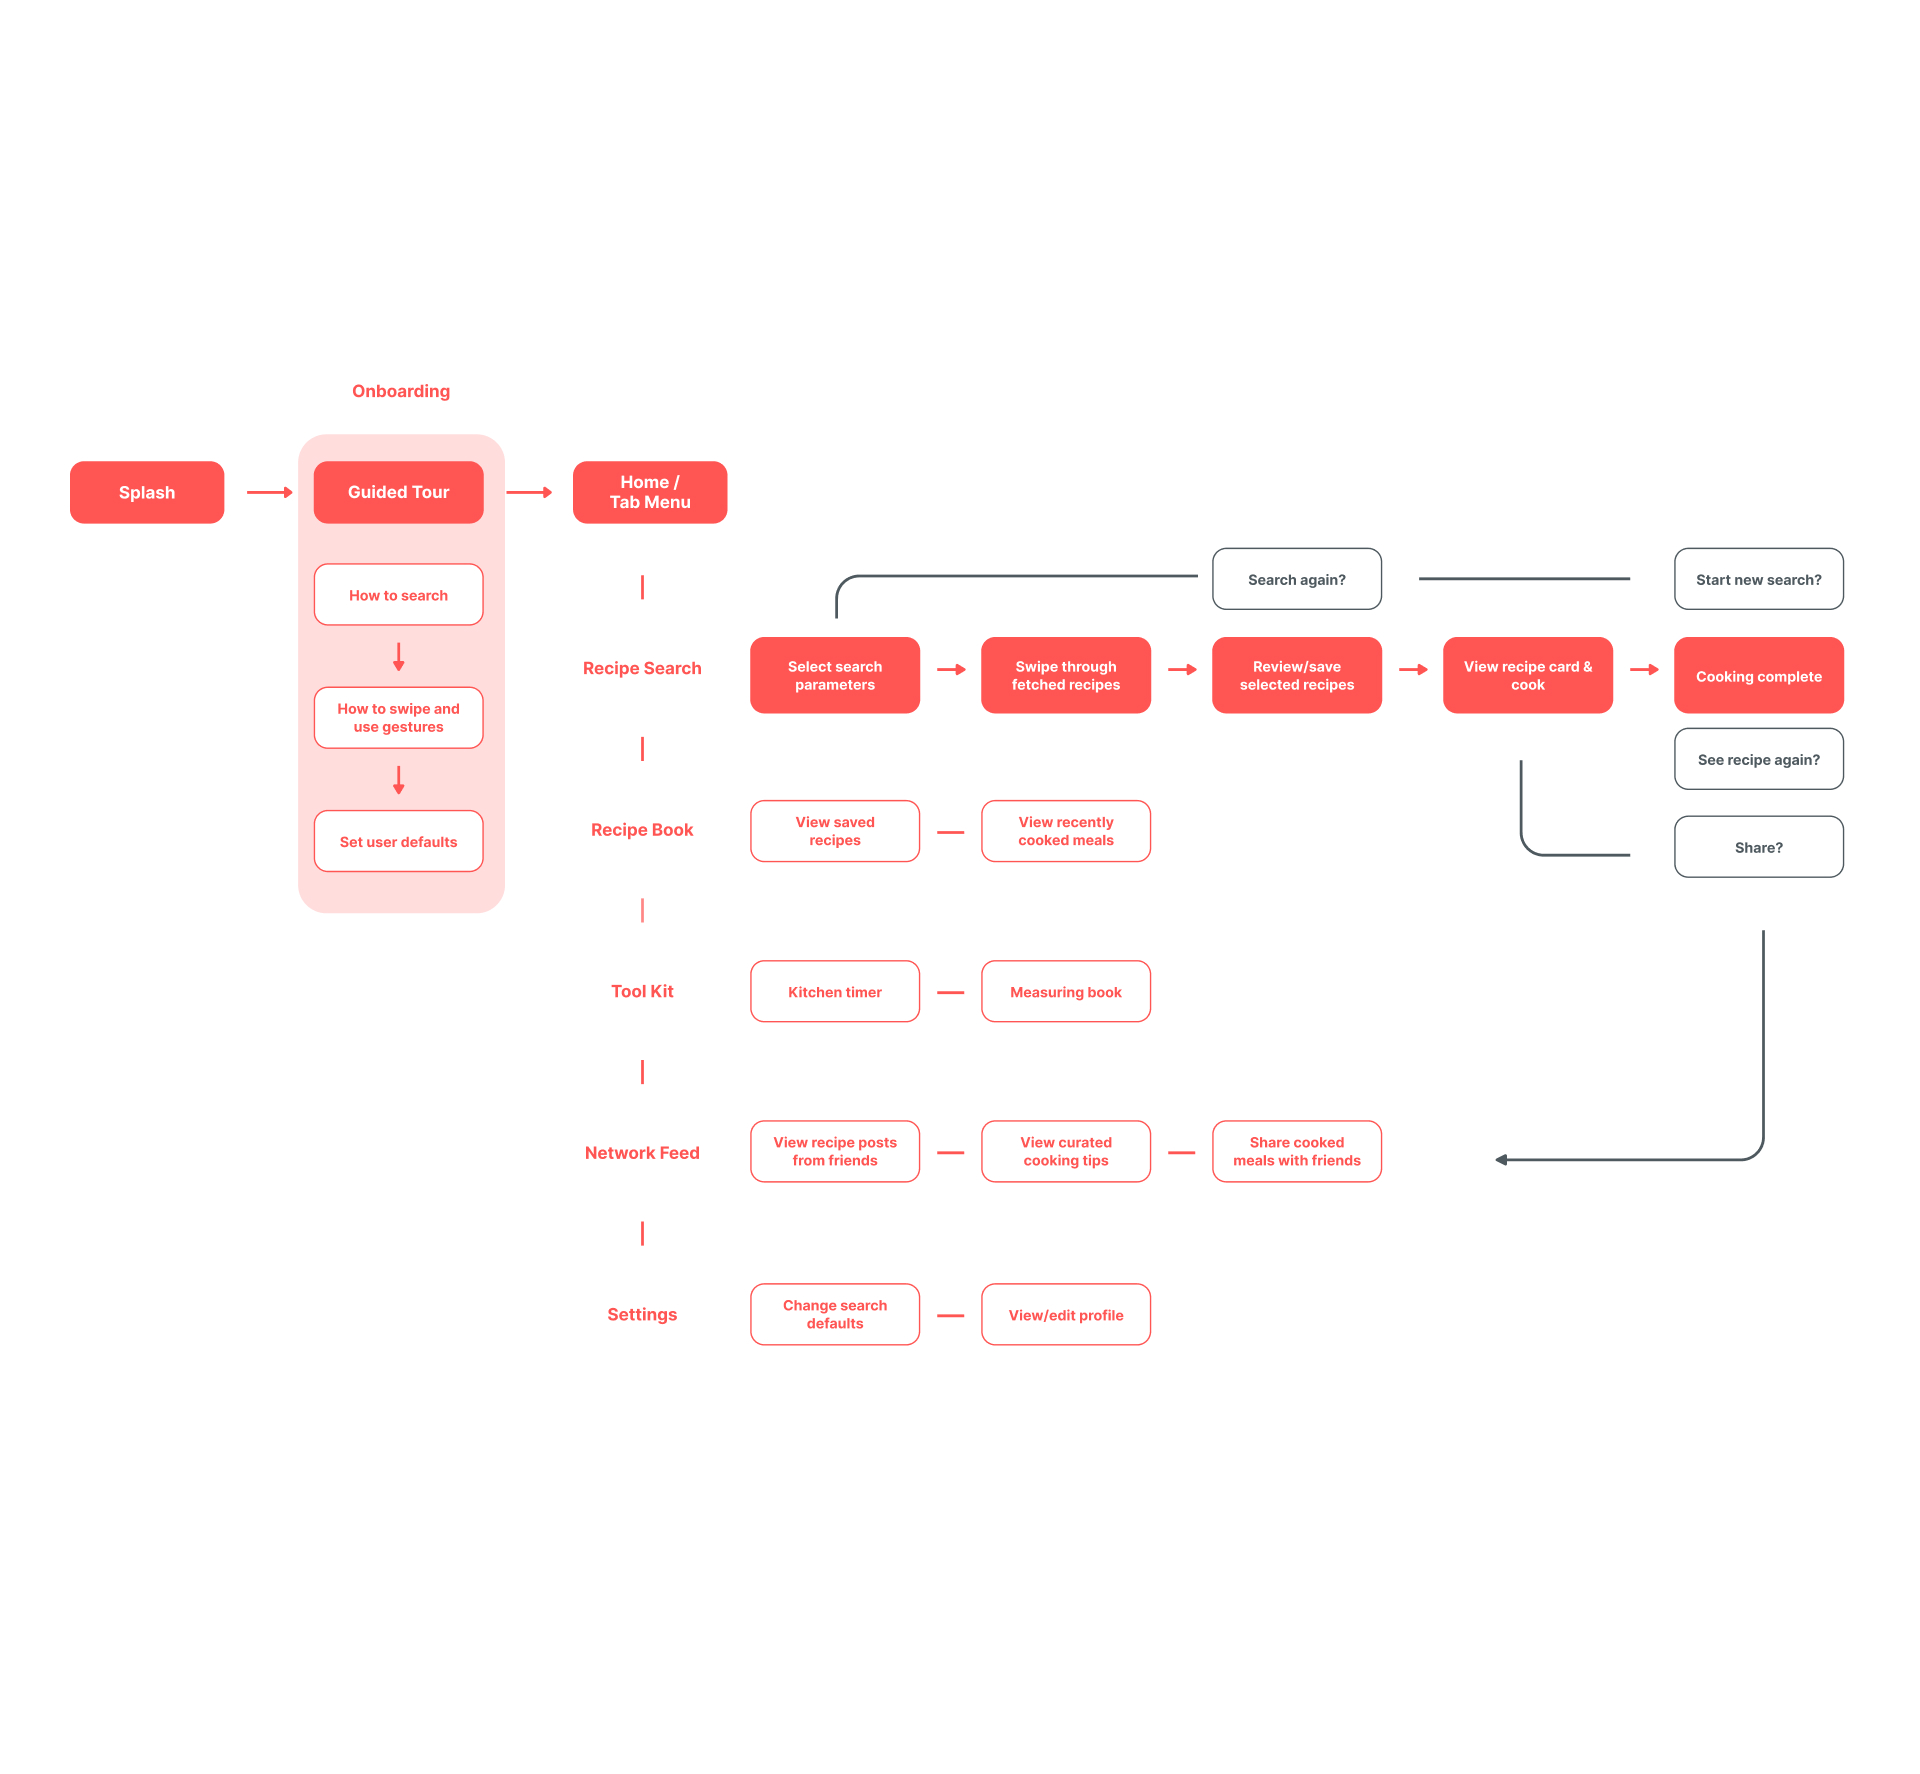 Onboarding
Splash
Guided Tour
Home /
Tab Menu
How to search
How to swipe and
use gestures
Set user defaults
Search again?
Start new search?
Recipe Search
Select search
parameters
Swipe through
fetched recipes
Review/save
selected recipes
View recipe card &
cook
Cooking complete
See recipe again?
Share?
Recipe Book
View saved
recipes
View recently
cooked meals
Tool Kit
Kitchen timer
Measuring book
Network Feed
View recipe posts
from friends
View curated
cooking tips
Share cooked
meals with friends
Settings
Change search
defaults
View/edit profile